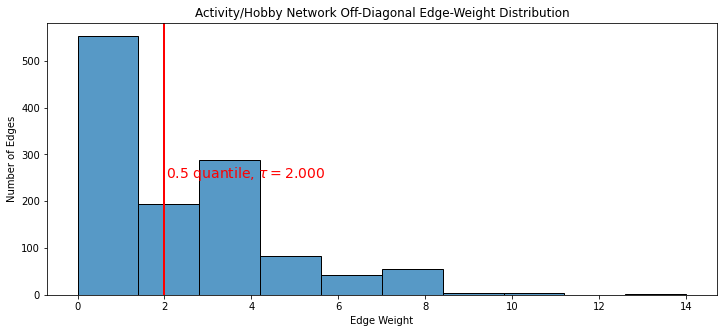 Activity/Hobby Network Off-Diagonal Edge-Weight Distribution
Number of Edges
500
400
300
200
100
0
0.5 quantile, τ = 2.000
0 2 4 6 8 10 12 14
Edge Weight